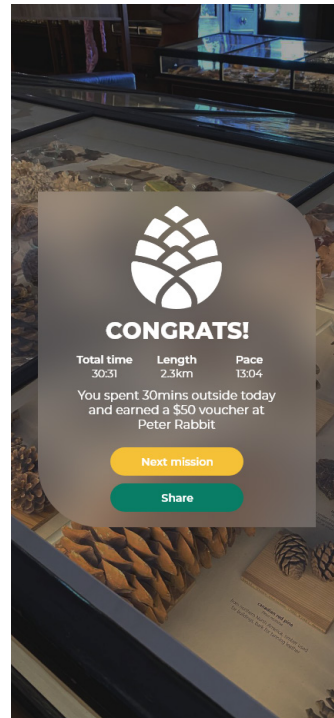 CONGRATS!
Total time Length Pace
30:31 2.3km 13:04
You spent 30mins outside today
and earned a $50 voucher at
Peter Rabbit
Next mission
Share